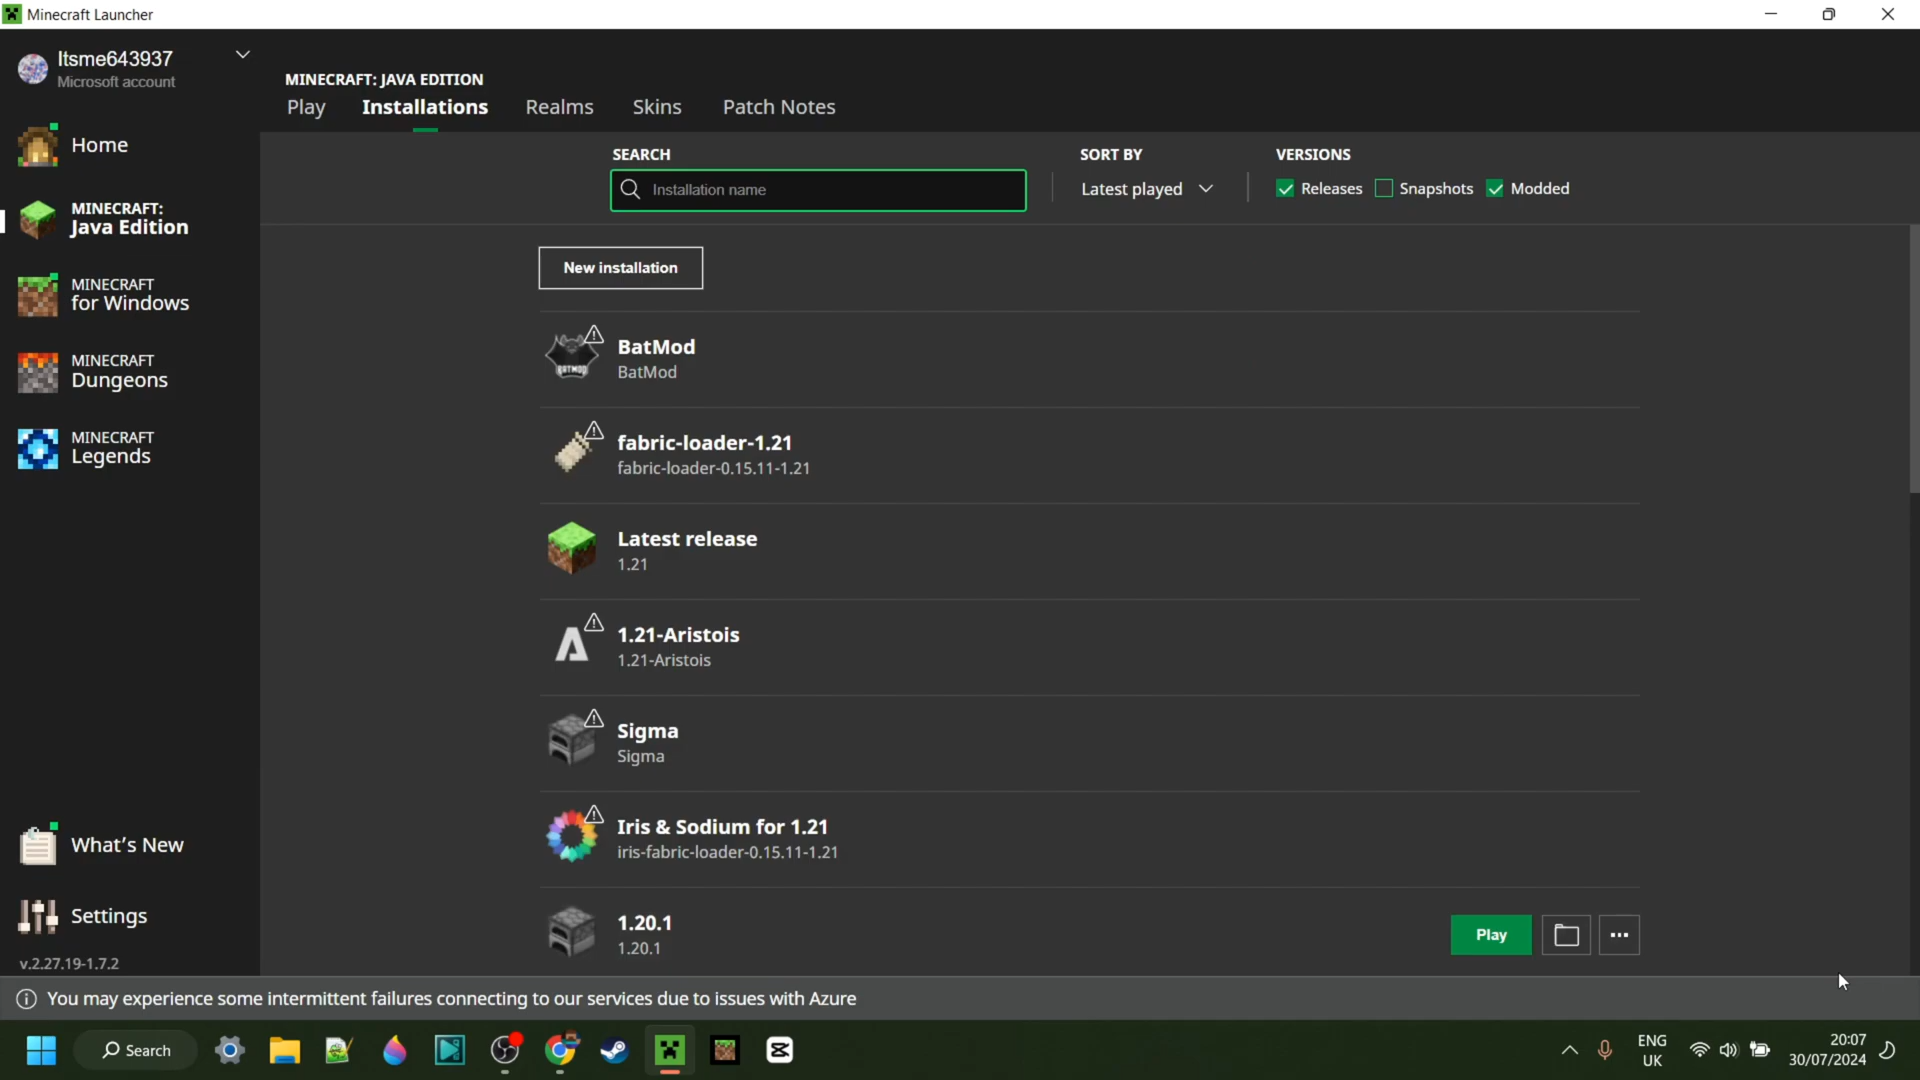 Minecraft Launcher
Itsme643937
Microsoft account
Home
MINECRAFT:
Java Edition
MINECRAFT
for Windows
MINECRAFT
Dungeons
MINECRAFT
Legends
What's New
Settings
v.2.27.19-1.7.2
MINECRAFT: JAVA EDITION
Play Installations Realms Skins Patch Notes
SEARCH SORT BY VERSIONS
Installation name Latest played Releases Snapshots Modded
New installation
BatMod
BatMod
fabric-loader-1.21
fabric-loader-0.15.11-1.21
Latest release
1.21
1.21-Aristois
1.21-Aristois
Sigma
Sigma
Iris & Sodium for 1.21
iris-fabric-loader-0.15.11-1.21
1.20.1
1.20.1
Play
You may experience some intermittent failures connecting to our services due to issues with Azure
Search
ENG
UK
20:07
30/07/2024